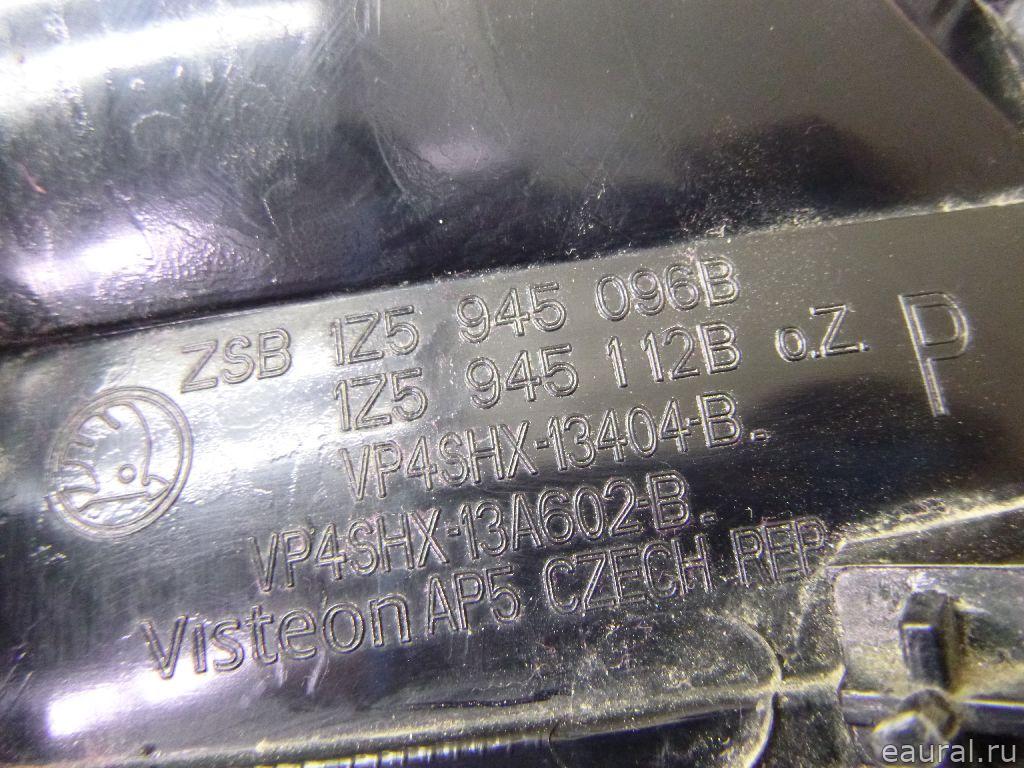 ZSB 1Z5 945 096B
1Z5 945 112B o.Z. P
VP4SHX-13404-B.
VP4SHX-13A602-B.
Visteon AP5 CZECH REP
eaural.ru